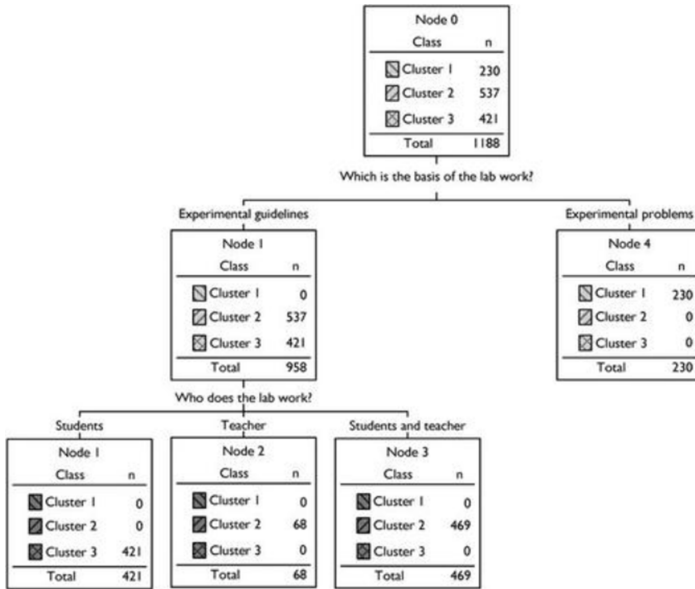 Node 0
Class n
Cluster 1 230
Cluster 2 537
Cluster 3 421
Total 1188
Which is the basis of the lab work?
Experimental guidelines
Experimental problems
Node 1
Class n
Cluster 1 0
Cluster 2 537
Cluster 3 421
Total 958
Node 4
Class n
Cluster 1 230
Cluster 2 0
Cluster 3 0
Total 230
Who does the lab work?
Students
Teacher
Students and teacher
Node 1
Class n
Cluster 1 0
Cluster 2 0
Cluster 3 421
Total 421
Node 2
Class n
Cluster 1 0
Cluster 2 68
Cluster 3 0
Total 68
Node 3
Class n
Cluster 1 0
Cluster 2 469
Cluster 3 0
Total 469